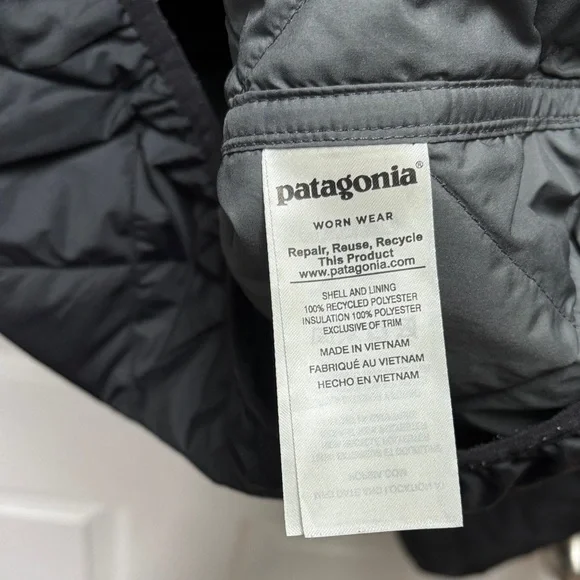 patagonia®
WORN WEAR
Repair, Reuse, Recycle
This Product
www.patagonia.com
SHELL AND LINING
100% RECYCLED POLYESTER
INSULATION 100% POLYESTER
EXCLUSIVE OF TRIM
MADE IN VIETNAM
FABRIQUÉ AU VIETNAM
HECHO EN VIETNAM